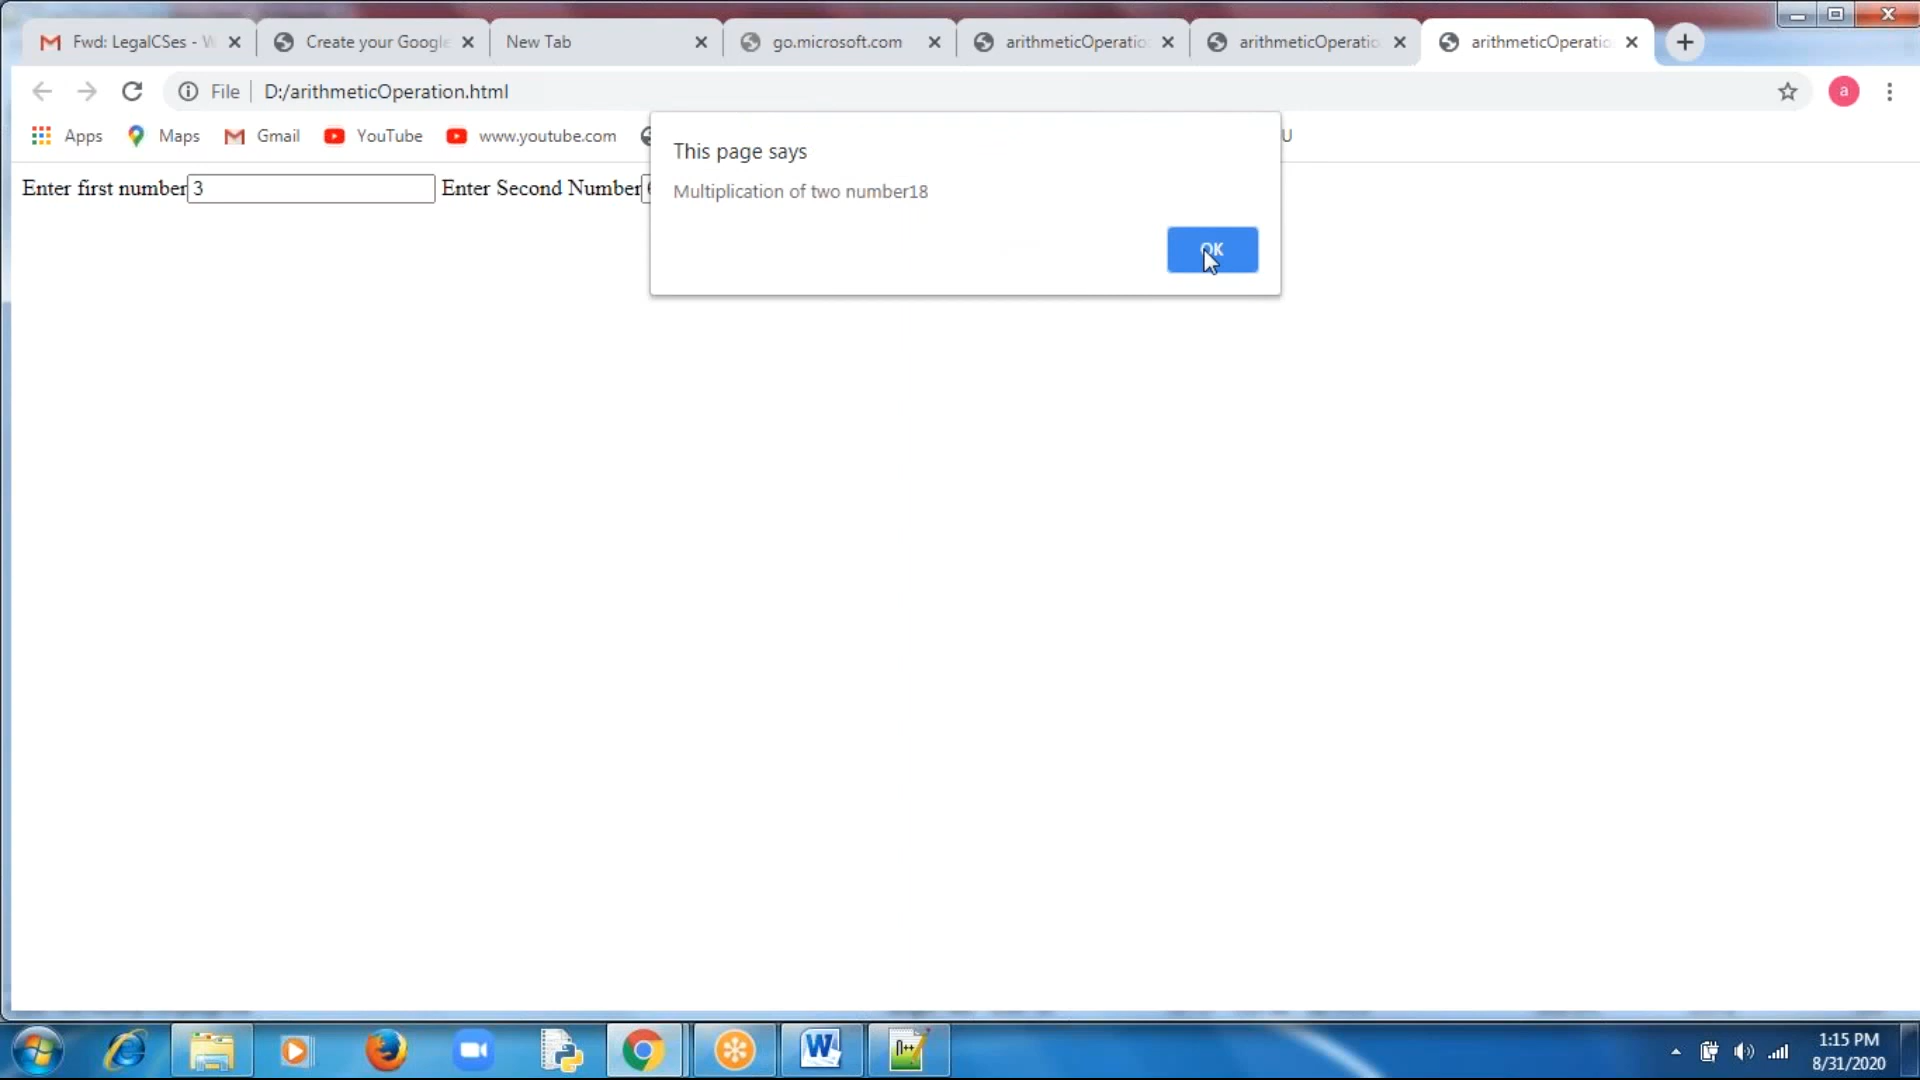 Fwd: LegalCSes - W
Create your Google
New Tab
go.microsoft.com
arithmeticOperatio
arithmeticOperatio
arithmeticOperatio
a
File
D:/arithmeticOperation.html
Apps
Maps
Gmail
YouTube
www.youtube.com
U
This page says
Multiplication of two number18
OK
Enter first number
3
Enter Second Number
1:15 PM
8/31/2020